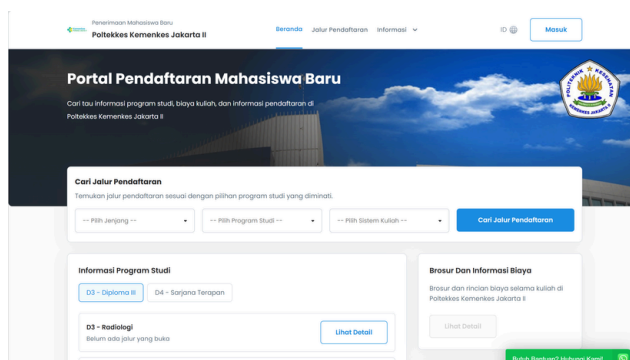 Penerimaan Mahasiswa Baru
Poltekkes Kemenkes Jakarta II
Beranda
Jalur Pendaftaran
Informasi
ID
Masuk
Portal Pendaftaran Mahasiswa Baru
Cari tau informasi program studi, biaya kuliah, dan informasi pendaftaran di
Poltekkes Kemenkes Jakarta II
POLITEKNIK KESEHATAN
KEMENKES JAKARTA II
Cari Jalur Pendaftaran
Temukan jalur pendaftaran sesuai dengan pilihan program studi yang diminati.
-- Pilih Jenjang --
-- Pilih Program Studi --
-- Pilih Sistem Kuliah --
Cari Jalur Pendaftaran
Informasi Program Studi
D3 - Diploma III
D4 - Sarjana Terapan
D3 - Radiologi
Belum ada jalur yang buka
Lihat Detail
Brosur Dan Informasi Biaya
Brosur dan rincian biaya selama kuliah di
Poltekkes Kemenkes Jakarta II
Lihat Detail
Butuh Bantuan? Hubungi Kami!